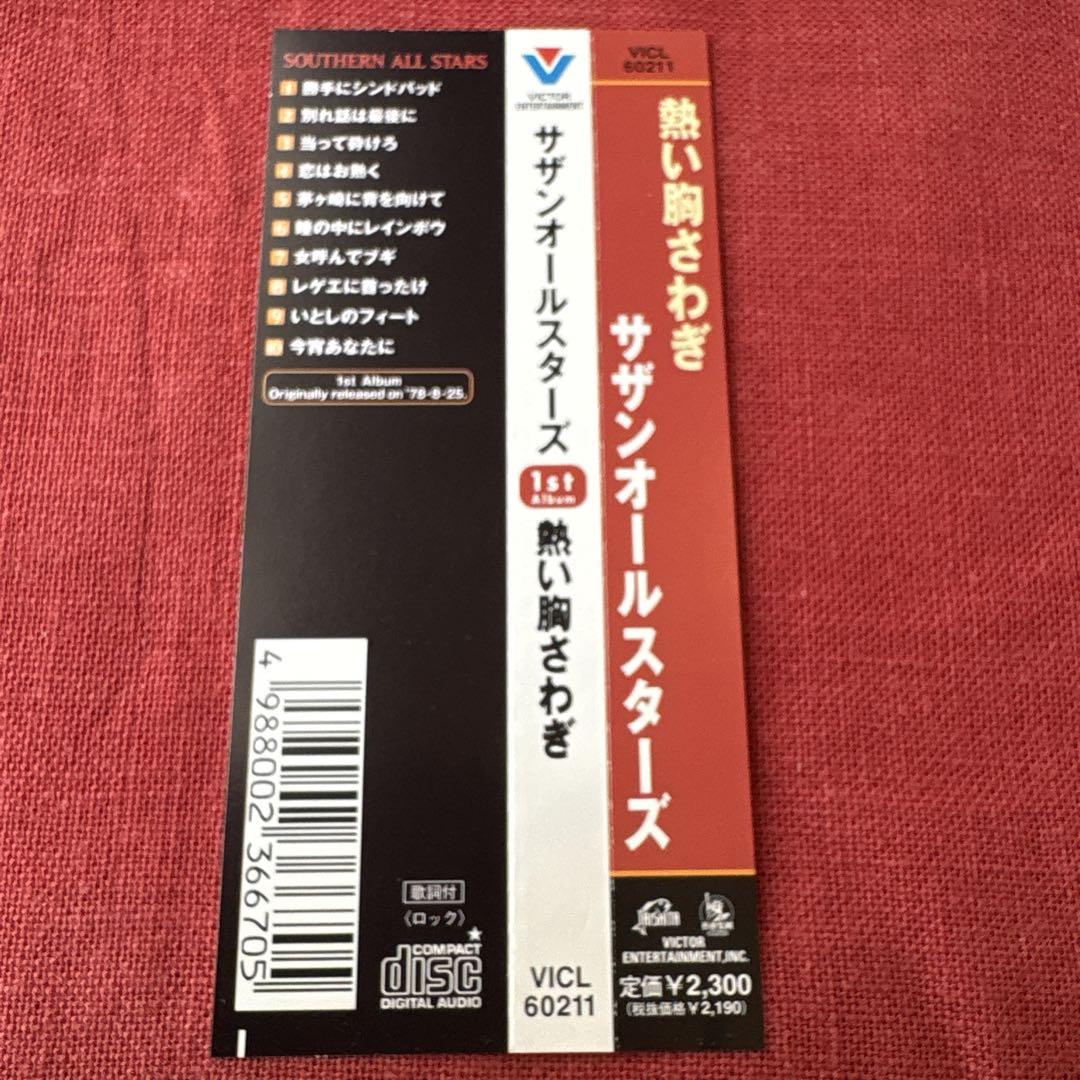 SOUTHERN ALL STARS
1 勝手にシンドバッド
2 別れ話は最後に
3 当って砕けろ
4 恋はお熱く
5 茅ヶ崎に背を向けて
6 瞳の中にレインボウ
7 女呼んでブギ
8 レゲエに首ったけ
9 いとしのフィート
10 今宵あなたに
1st Album
Originally released on '78-8-25.
4 988002 366705
歌詞付
〈ロック〉
COMPACT
disc
DIGITAL AUDIO
VICTOR
ENTERTAINMENT
サザンオールスターズ
1st
Album
熱い胸さわぎ
VICL
60211
VICL
60211
熱い胸さわぎ
サザンオールスターズ
VICTOR
ENTERTAINMENT,INC.
定価￥2,300
(税抜価格￥2,190)